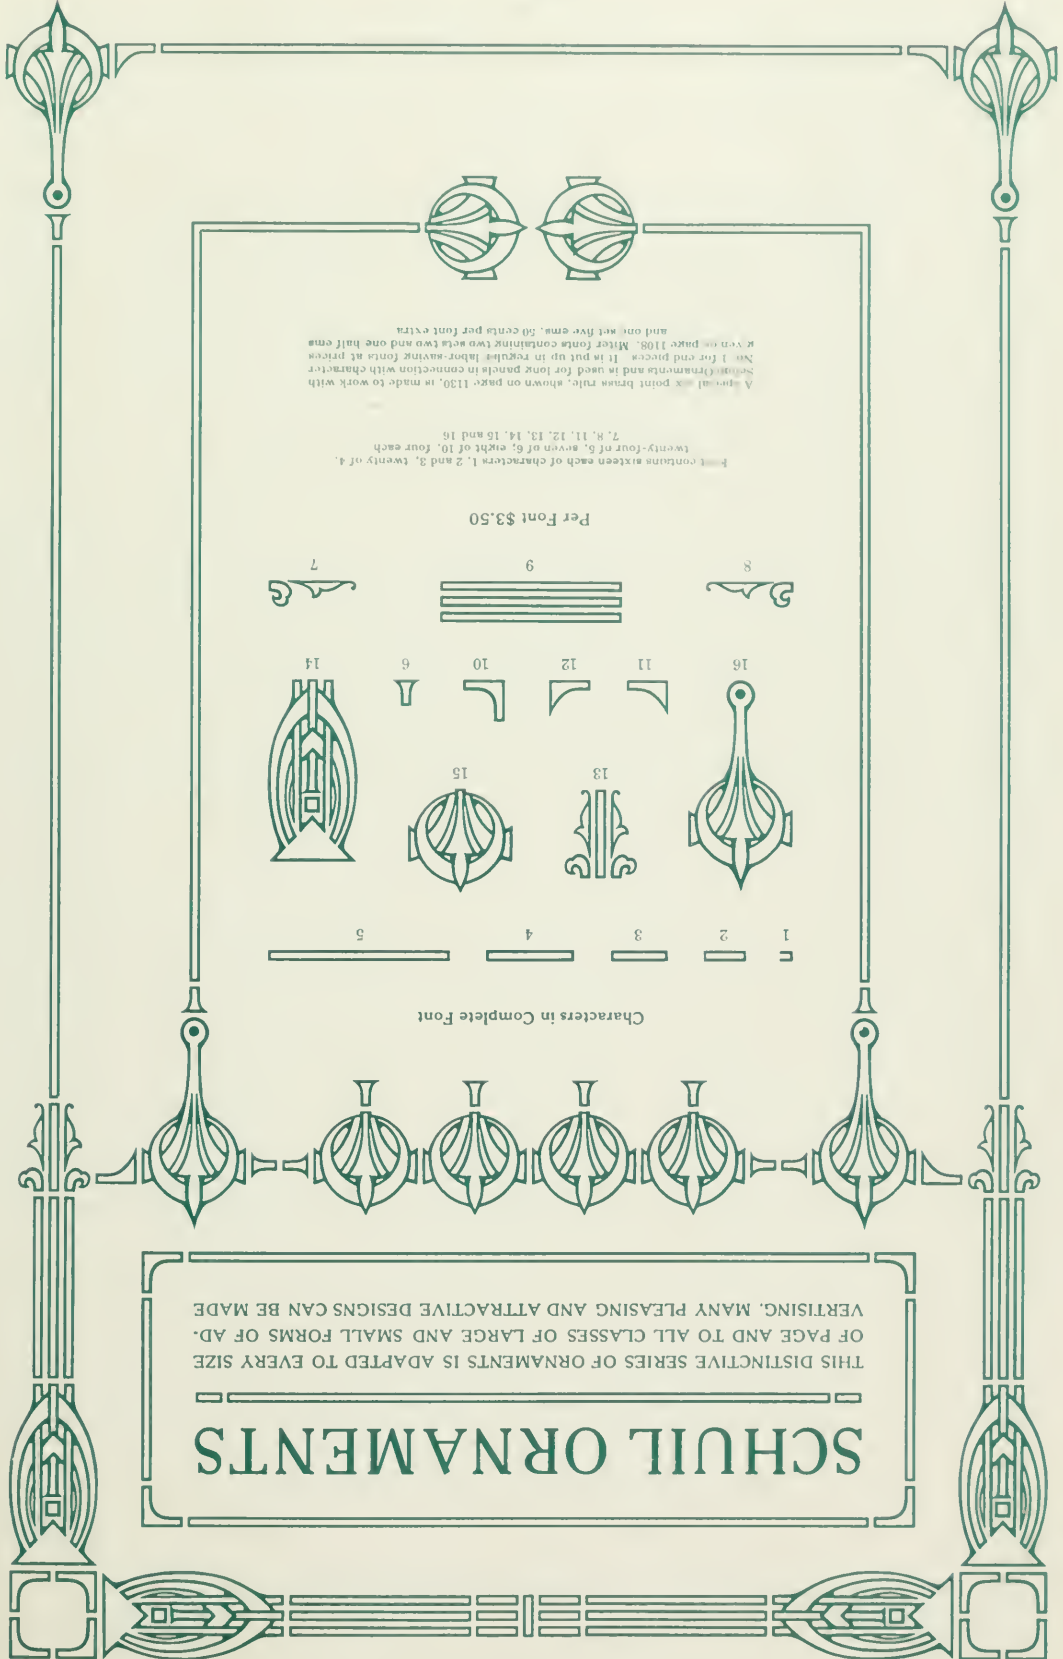 SCHUIL ORNAMENTS
THIS DISTINCTIVE SERIES OF ORNAMENTS IS ADAPTED TO EVERY SIZE
OF PAGE AND TO ALL CLASSES OF LARGE AND SMALL FORMS OF AD-
VERTISING. MANY PLEASING AND ATTRACTIVE DESIGNS CAN BE MADE
Characters in Complete Font
1 2 3 4 5
16 13 15
11 12 10 6 14
8 9 7
Per Font $3.50
contains sixteen each of characters 1, 2 and 3, twenty of 4.
twenty-four of 5, seven of 6; eight of 10, four each
7, 8, 11, 12, 13, 14, 15 and 16
A special six point brass rule, shown on page 1130, is made to work with
Ornaments and is used for long panels in connection with character
No. 1 for end pieces. It is put up in regular labor-saving fonts at prices
given on page 1108. Miter fonts containing two sets two and one half ems
and one set five ems. 50 cents per font extra